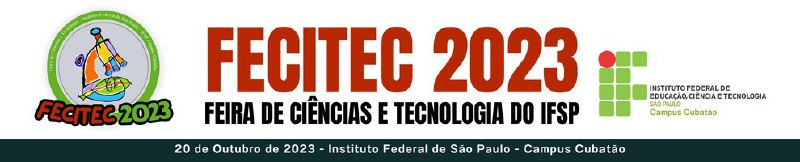 FECITEC 2023
FECITEC 2023
FEIRA DE CIÊNCIAS E TECNOLOGIA DO IFSP
INSTITUTO FEDERAL DE
EDUCAÇÃO, CIÊNCIA E TECNOLOGIA
SÃO PAULO
Campus Cubatão
20 de Outubro de 2023 - Instituto Federal de São Paulo - Campus Cubatão